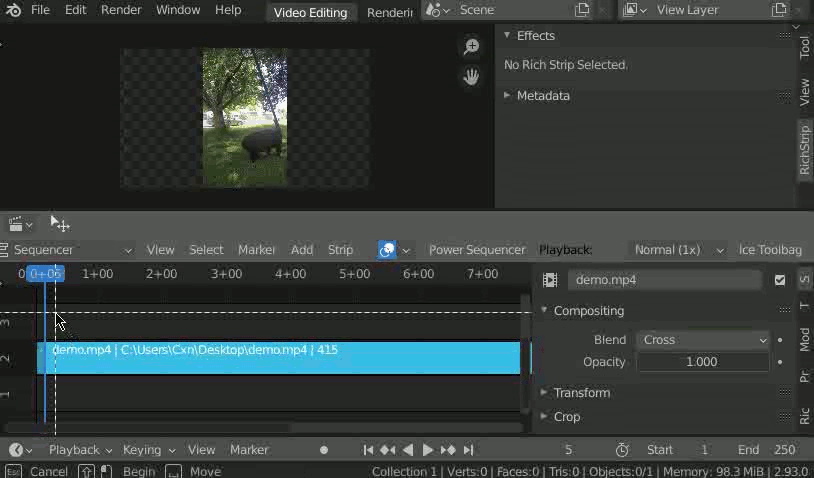 File Edit Render Window Help Video Editing Renderi Scene View Layer
Effects
Tool
No Rich Strip Selected.
View
Metadata
RichStrip
Sequencer View Select Marker Add Strip Power Sequencer Playback: Normal (1x) Ice Toolbag
0 0+05 1+00 2+00 3+00 4+00 5+00 6+00 7+00
demo.mp4
S
T
Compositing
3
Mod
Blend Cross
demo.mp4 | C:\Users\Cxn\Desktop\demo.mp4 | 415
2
Opacity 1.000
Pr
1
Transform
Crop
Ric
Playback Keying View Marker 5 Start 1 End 250
Esc Cancel Begin Move Collection 1 | Verts:0 | Faces:0 | Tris:0 | Objects:0/1 | Memory: 98.3 MiB | 2.93.0